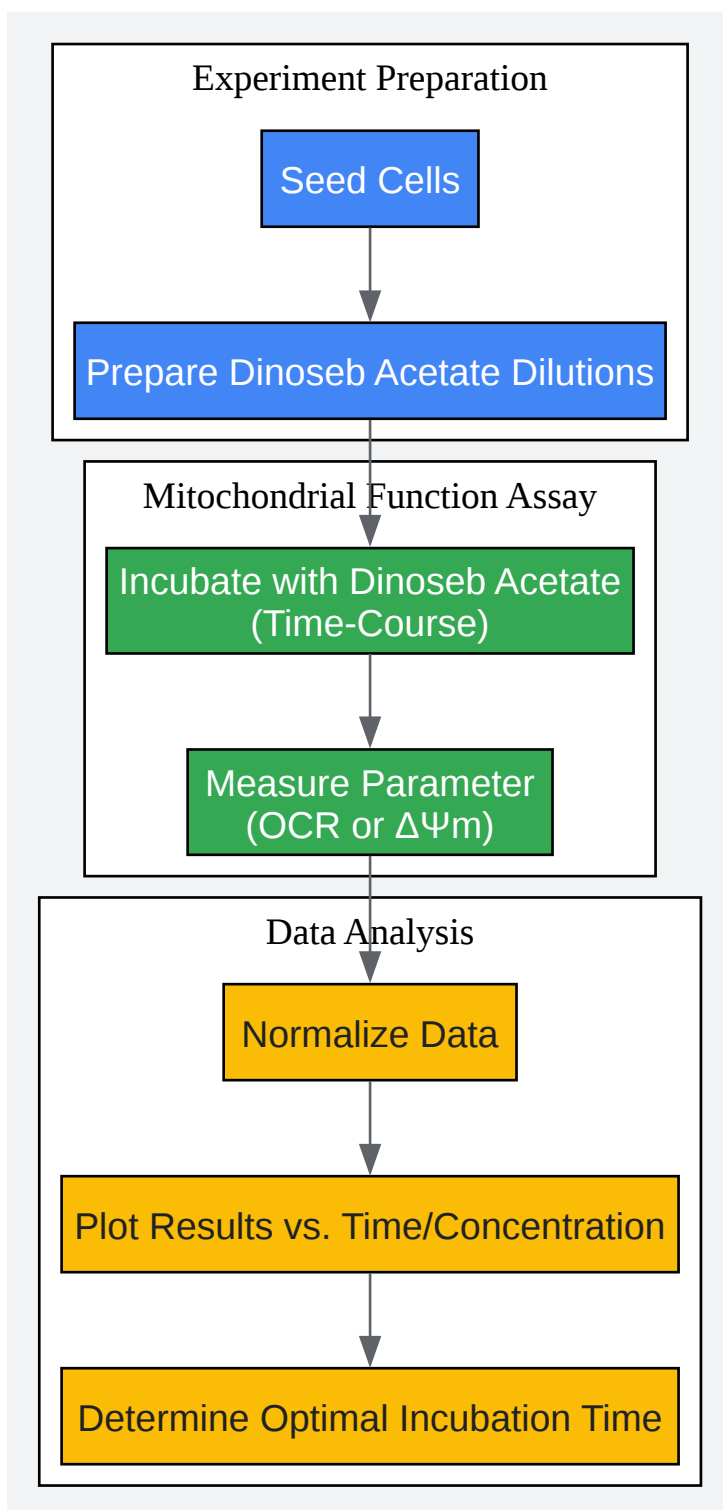 Experiment Preparation
Seed Cells
Prepare Dinoseb Acetate Dilutions
Mitochondrial Function Assay
Incubate with Dinoseb Acetate
(Time-Course)
Measure Parameter
(OCR or ΔΨm)
Data Analysis
Normalize Data
Plot Results vs. Time/Concentration
Determine Optimal Incubation Time